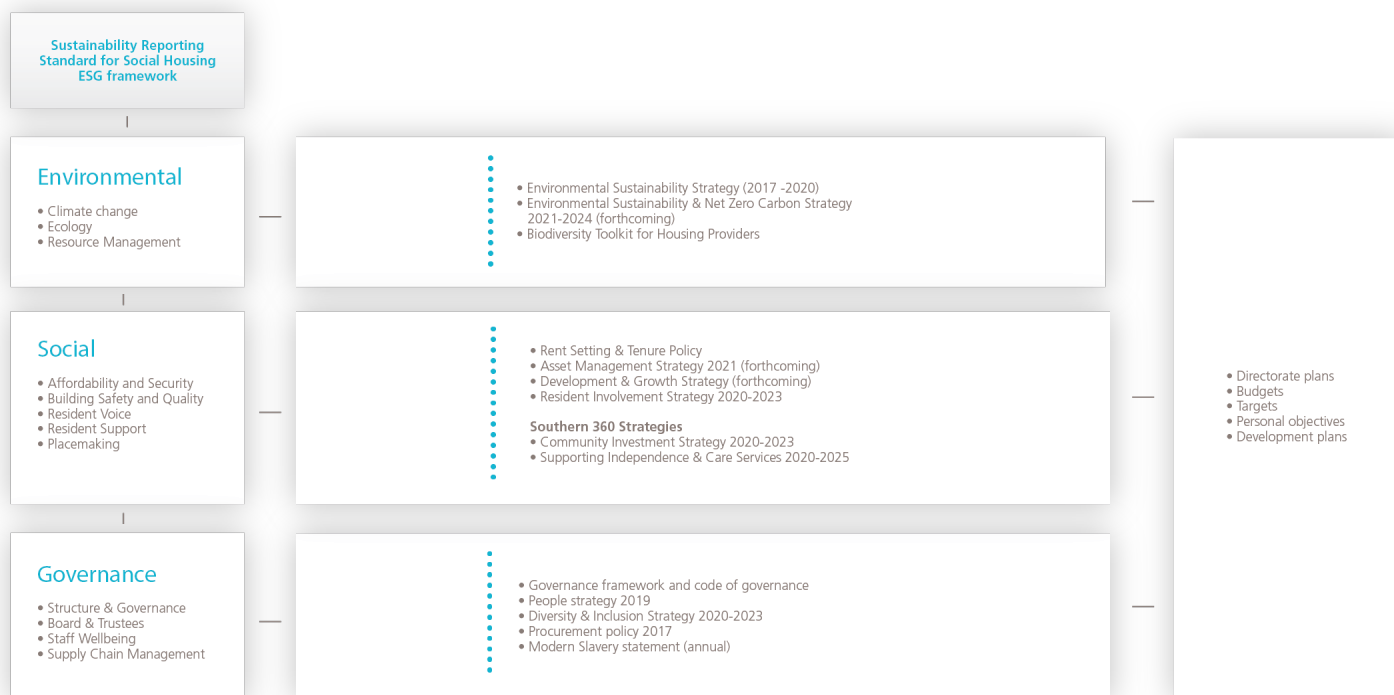 Sustainability Reporting
Standard for Social Housing
ESG framework
Environmental
• Climate change
• Ecology
• Resource Management
• Environmental Sustainability Strategy (2017 -2020)
• Environmental Sustainability & Net Zero Carbon Strategy
2021-2024 (forthcoming)
• Biodiversity Toolkit for Housing Providers
Social
• Affordability and Security
• Building Safety and Quality
• Resident Voice
• Resident Support
• Placemaking
• Rent Setting & Tenure Policy
• Asset Management Strategy 2021 (forthcoming)
• Development & Growth Strategy (forthcoming)
• Resident Involvement Strategy 2020-2023
Southern 360 Strategies
• Community Investment Strategy 2020-2023
• Supporting Independence & Care Services 2020-2025
Governance
• Structure & Governance
• Board & Trustees
• Staff Wellbeing
• Supply Chain Management
• Governance framework and code of governance
• People strategy 2019
• Diversity & Inclusion Strategy 2020-2023
• Procurement policy 2017
• Modern Slavery statement (annual)
• Directorate plans
• Budgets
• Targets
• Personal objectives
• Development plans